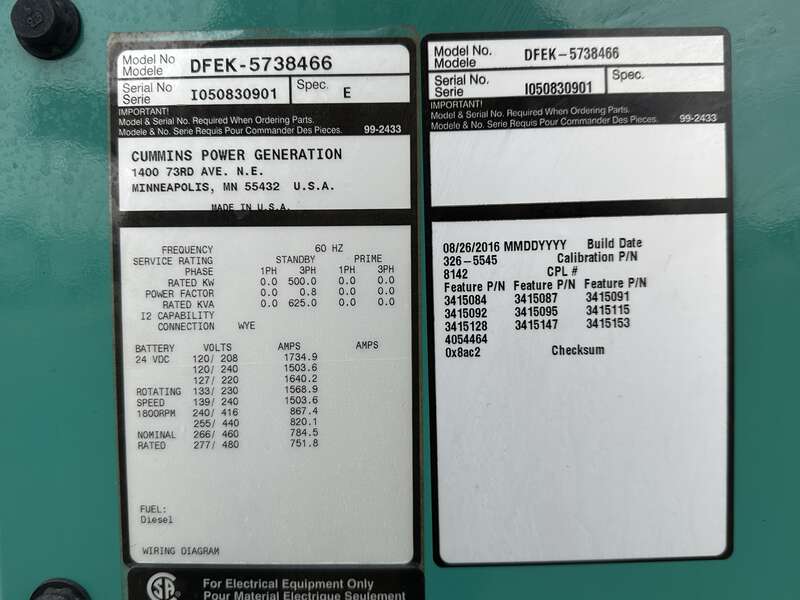 Model No
Modele
DFEK-5738466
Serial No
Serie
I050830901
Spec.
E
IMPORTANT!
Model & Serial No. Required When Ordering Parts.
Modele & No. Serie Requis Pour Commander Des Pieces. 99-2433
CUMMINS POWER GENERATION
1400 73RD AVE. N.E.
MINNEAPOLIS, MN 55432 U.S.A.
MADE IN U.S.A.
FREQUENCY 60 HZ
SERVICE RATING STANDBY PRIME
PHASE 1PH 3PH 1PH 3PH
RATED KW 0.0 500.0 0.0 0.0
POWER FACTOR 0.0 0.8 0.0 0.0
RATED KVA 0.0 625.0 0.0 0.0
I2 CAPABILITY
CONNECTION WYE
BATTERY VOLTS AMPS AMPS
24 VDC 120/ 208 1734.9
120/ 240 1503.6
127/ 220 1640.2
ROTATING 133/ 230 1568.9
SPEED 139/ 240 1503.6
1800RPM 240/ 416 867.4
255/ 440 820.1
NOMINAL 266/ 460 784.5
RATED 277/ 480 751.8
FUEL:
Diesel
WIRING DIAGRAM
For Electrical Equipment Only
Pour Material Electrique Seulement
Model No.
Modele
DFEK-5738466
Serial No.
Serie
I050830901
Spec.
IMPORTANT!
Model & Serial No. Required When Ordering Parts.
Modele & No. Serie Requis Pour Commander Des Pieces. 99-2433
08/26/2016 MMDDYYYY Build Date
326-5545 Calibration P/N
8142 CPL #
Feature P/N Feature P/N Feature P/N
3415084 3415087 3415091
3415092 3415095 3415115
3415128 3415147 3415153
4054464
0x8ac2 Checksum